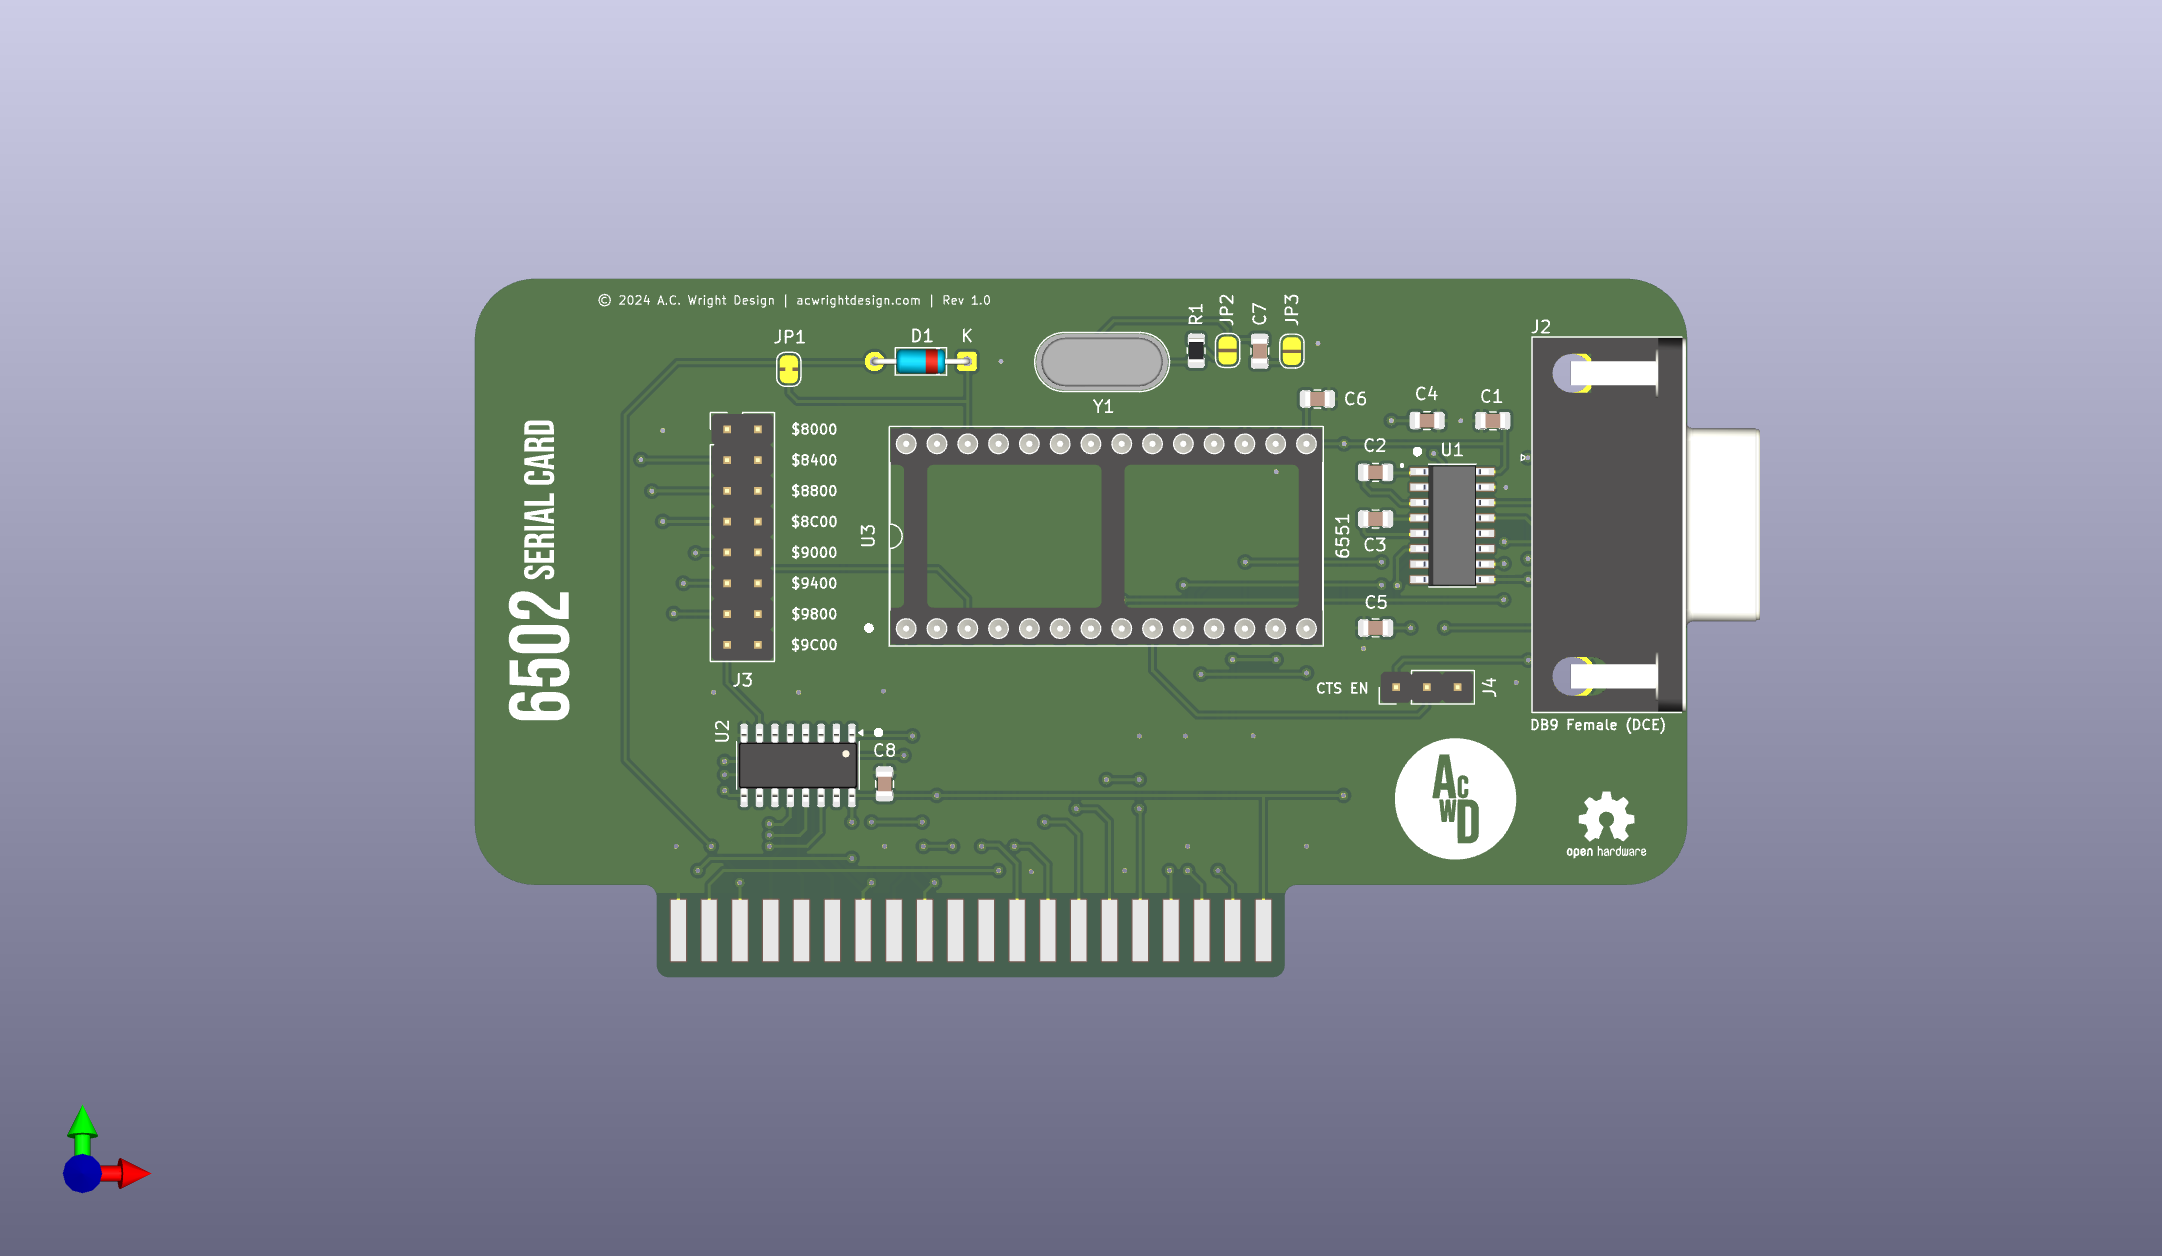 © 2024 A.C. Wright Design | acwrightdesign.com | Rev 1.0
JP1
D1
K
Y1
R1
JP2
C7
JP3
J2
C6
C4
C1
C2
U1
C3
C5
6551
U3
$8000
$8400
$8800
$8C00
$9000
$9400
$9800
$9C00
J3
6502 SERIAL CARD
U2
C8
CTS EN
J4
DB9 Female (DCE)
ACWD
open hardware